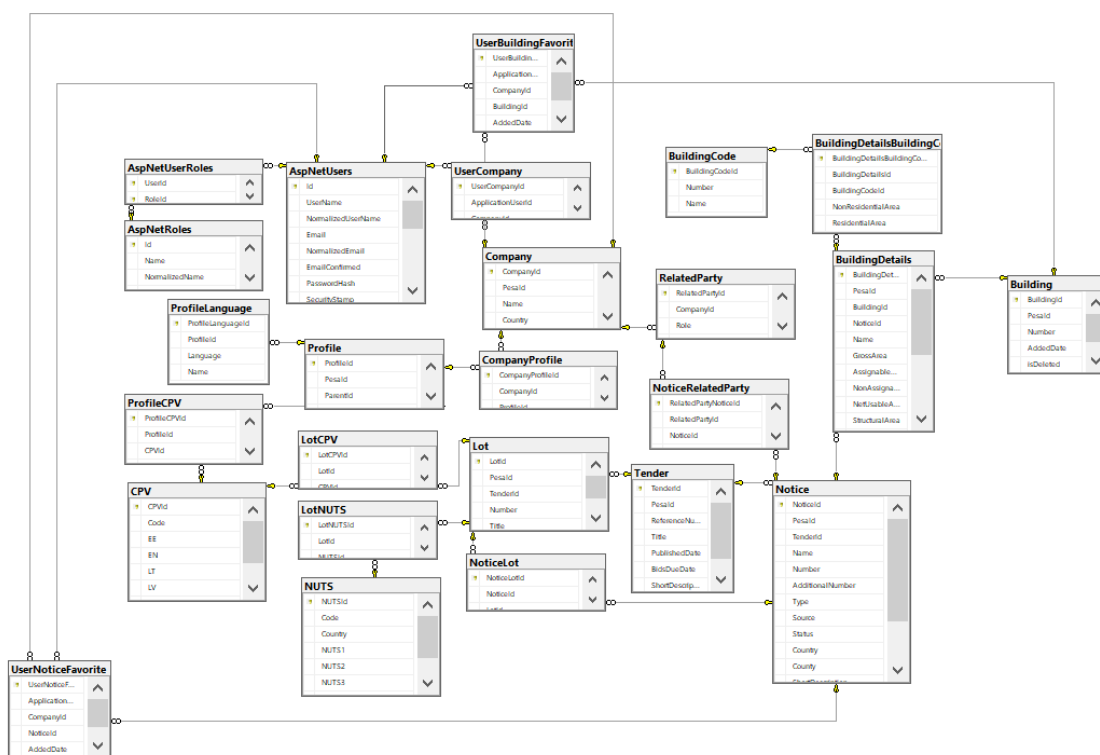 UserBuildingFavorit
UserBuildin...
Application...
CompanyId
BuildingId
AddedDate
AspNetUserRoles
UserId
RoleId
AspNetUsers
Id
UserName
NormalizedUserName
Email
NormalizedEmail
EmailConfirmed
PasswordHash
SecurityStamp
UserCompany
UserCompanyId
ApplicationUserId
CompanyId
BuildingCode
BuildingCodeId
Number
Name
BuildingDetailsBuildingC
BuildingDetailsBuildingCo...
BuildingDetailsId
BuildingCodeId
NonResidentialArea
ResidentialArea
AspNetRoles
Id
Name
NormalizedName
Company
CompanyId
PesaId
Name
Country
RelatedParty
RelatedPartyId
CompanyId
Role
BuildingDetails
BuildingDet...
PesaId
BuildingId
NoticeId
Name
GrossArea
Assignable...
NonAssigna...
NetUsableA...
StructuralArea
Building
BuildingId
PesaId
Number
AddedDate
IsDeleted
ProfileLanguage
ProfileLanguageId
ProfileId
Language
Name
Profile
ProfileId
PesaId
ParentId
CompanyProfile
CompanyProfileId
CompanyId
ProfileId
NoticeRelatedParty
RelatedPartyNoticeId
RelatedPartyId
NoticeId
ProfileCPV
ProfileCPVId
ProfileId
CPVId
LotCPV
LotCPVId
LotId
CPVId
Lot
LotId
PesaId
TenderId
Number
Title
Tender
TenderId
PesaId
ReferenceNu...
Title
PublishedDate
BidsDueDate
ShortDescrip...
Notice
NoticeId
PesaId
TenderId
Name
Number
AdditionalNumber
Type
Source
Status
Country
County
ShortDescription
CPV
CPVId
Code
EE
EN
LT
LV
LotNUTS
LotNUTSId
LotId
NUTSId
NoticeLot
NoticeLotId
NoticeId
LotId
NUTS
NUTSId
Code
Country
NUTS1
NUTS2
NUTS3
UserNoticeFavorite
UserNoticeF...
Application...
CompanyId
NoticeId
AddedDate